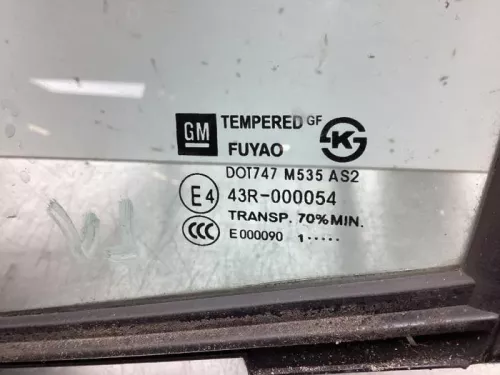 GM TEMPERED GF K S
FUYAO
DOT747 M535 AS2
E4 43R-000054
TRANSP. 70% MIN.
CCC E000090 1·····